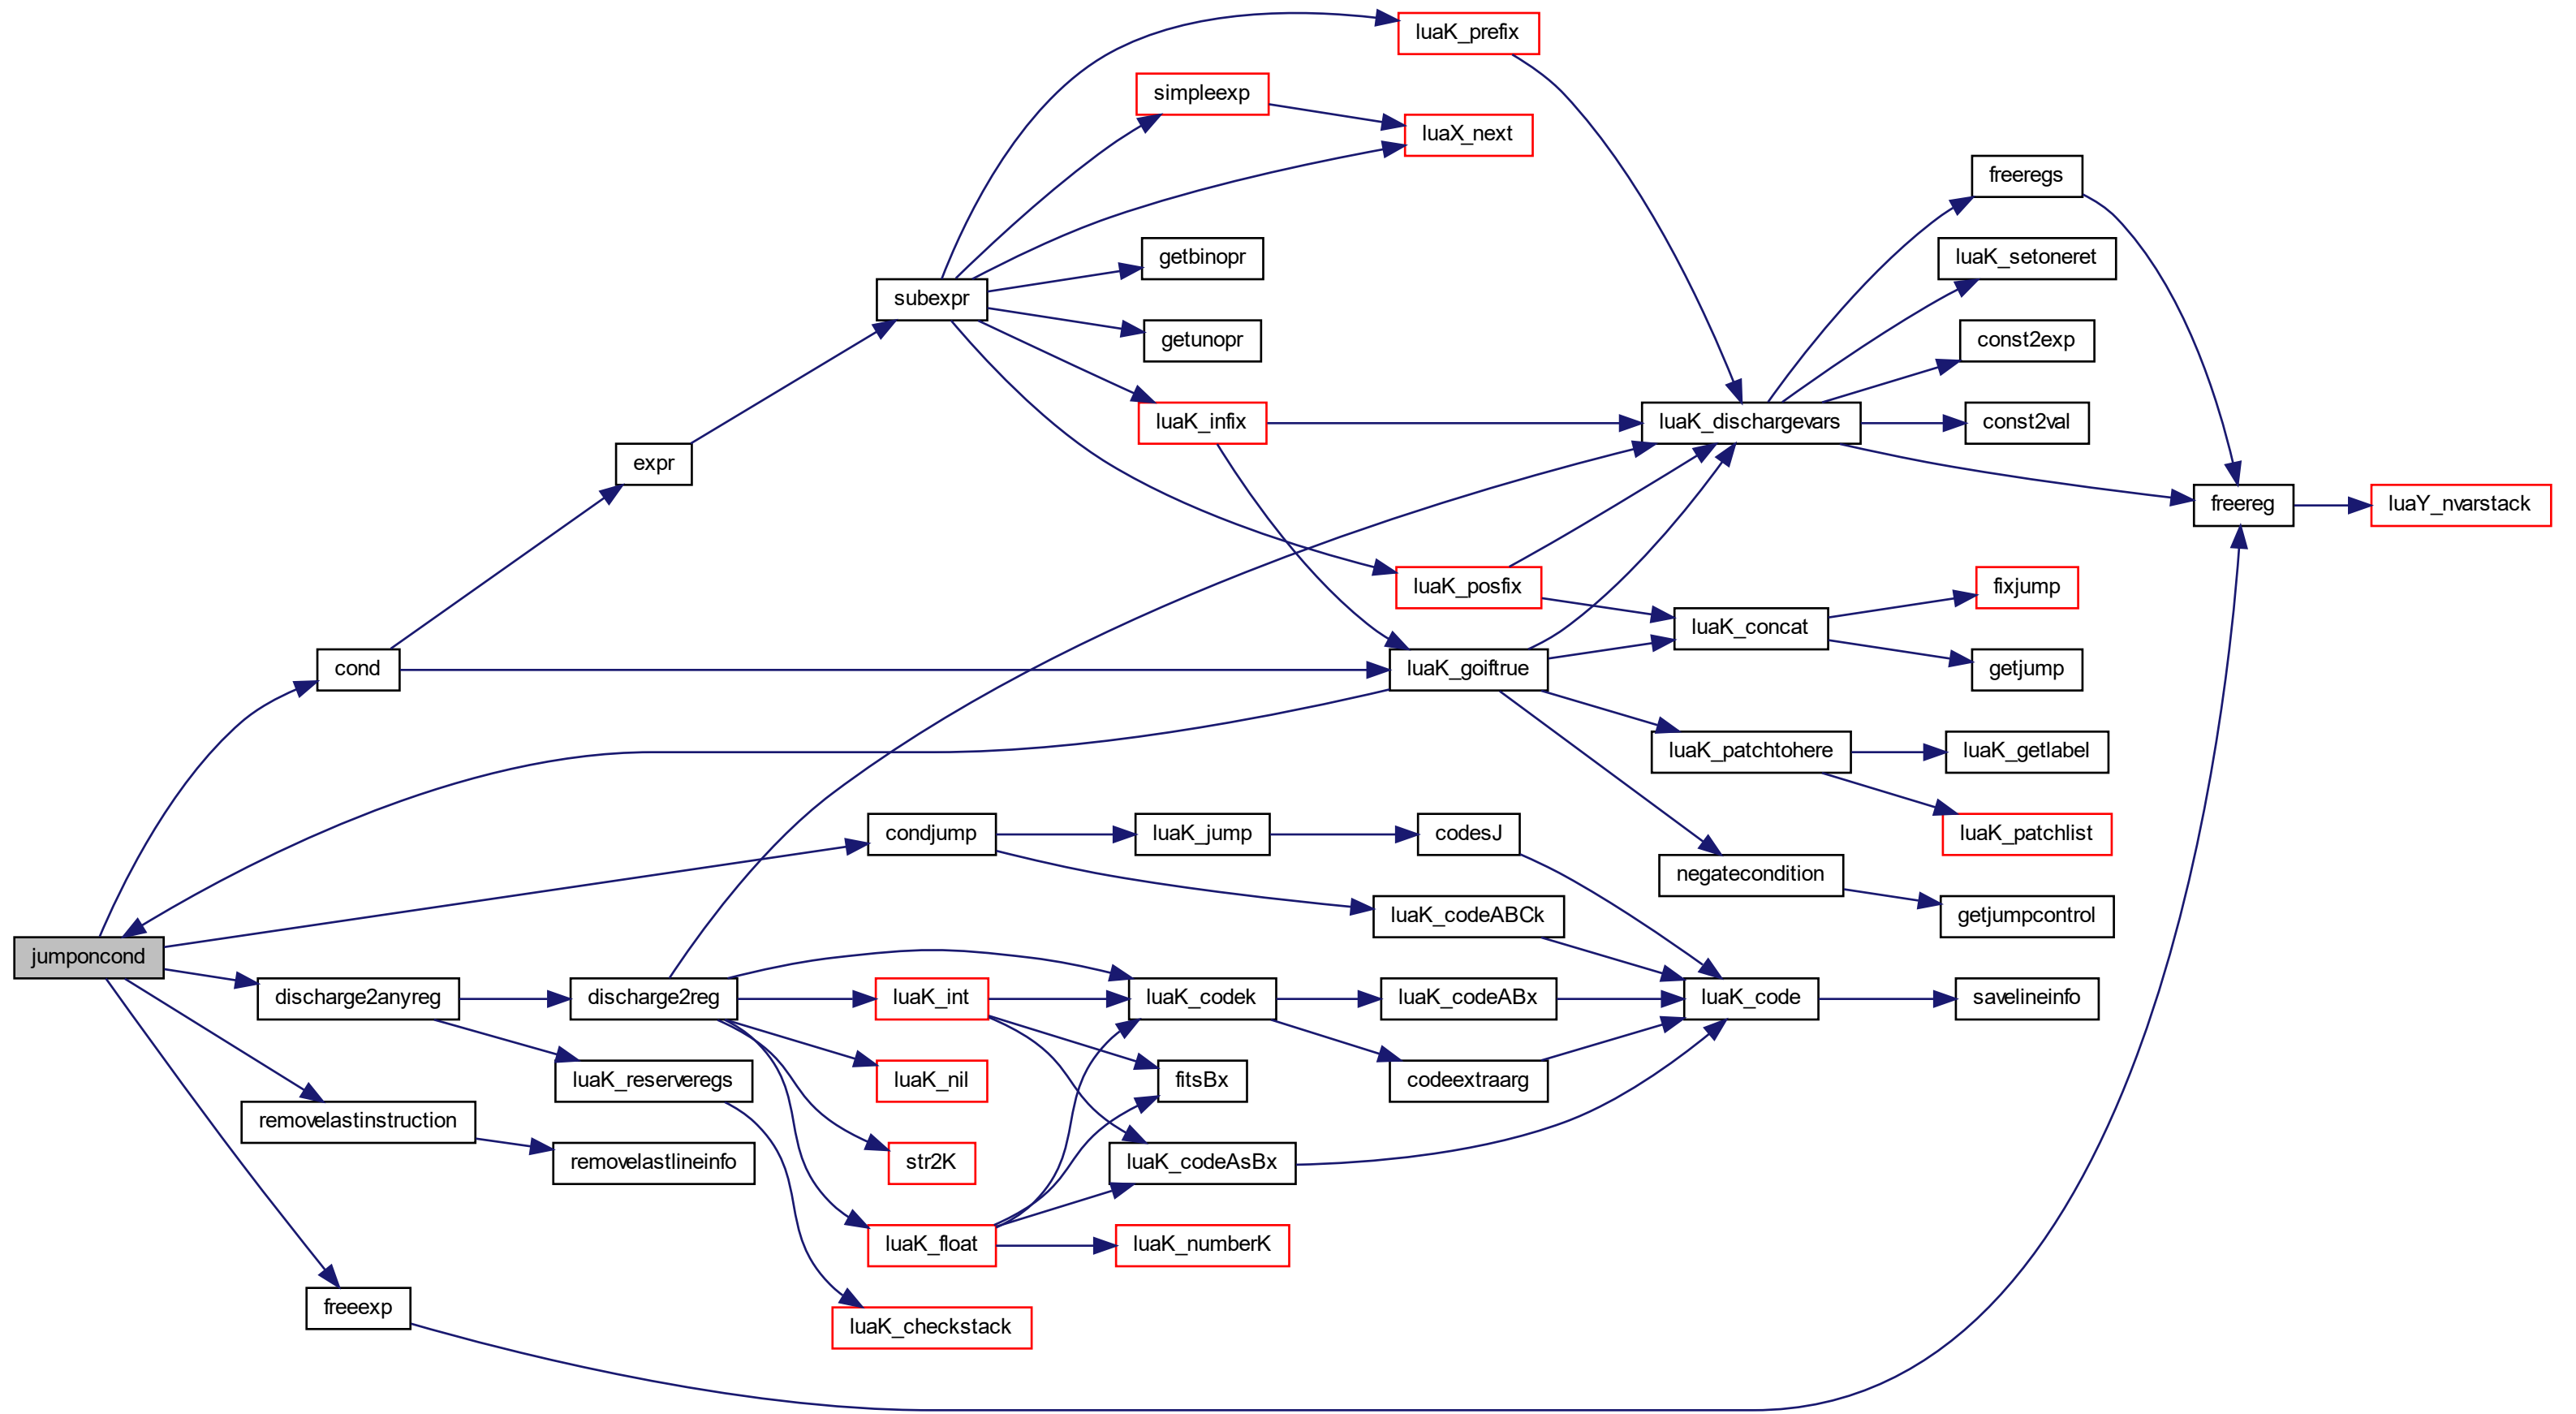 luaK_prefix
simpleexp
luaX_next
freeregs
getbinopr
luaK_setoneret
subexpr
getunopr
const2exp
luaK_infix
luaK_dischargevars
const2val
expr
freereg
luaY_nvarstack
luaK_posfix
fixjump
luaK_concat
cond
luaK_goiftrue
getjump
luaK_patchtohere
luaK_getlabel
condjump
luaK_jump
codesJ
luaK_patchlist
negatecondition
luaK_codeABCk
getjumpcontrol
jumponcond
discharge2anyreg
discharge2reg
luaK_int
luaK_codek
luaK_codeABx
luaK_code
savelineinfo
luaK_reserveregs
luaK_nil
fitsBx
codeextraarg
removelastinstruction
removelastlineinfo
str2K
luaK_codeAsBx
luaK_float
luaK_numberK
freeexp
luaK_checkstack